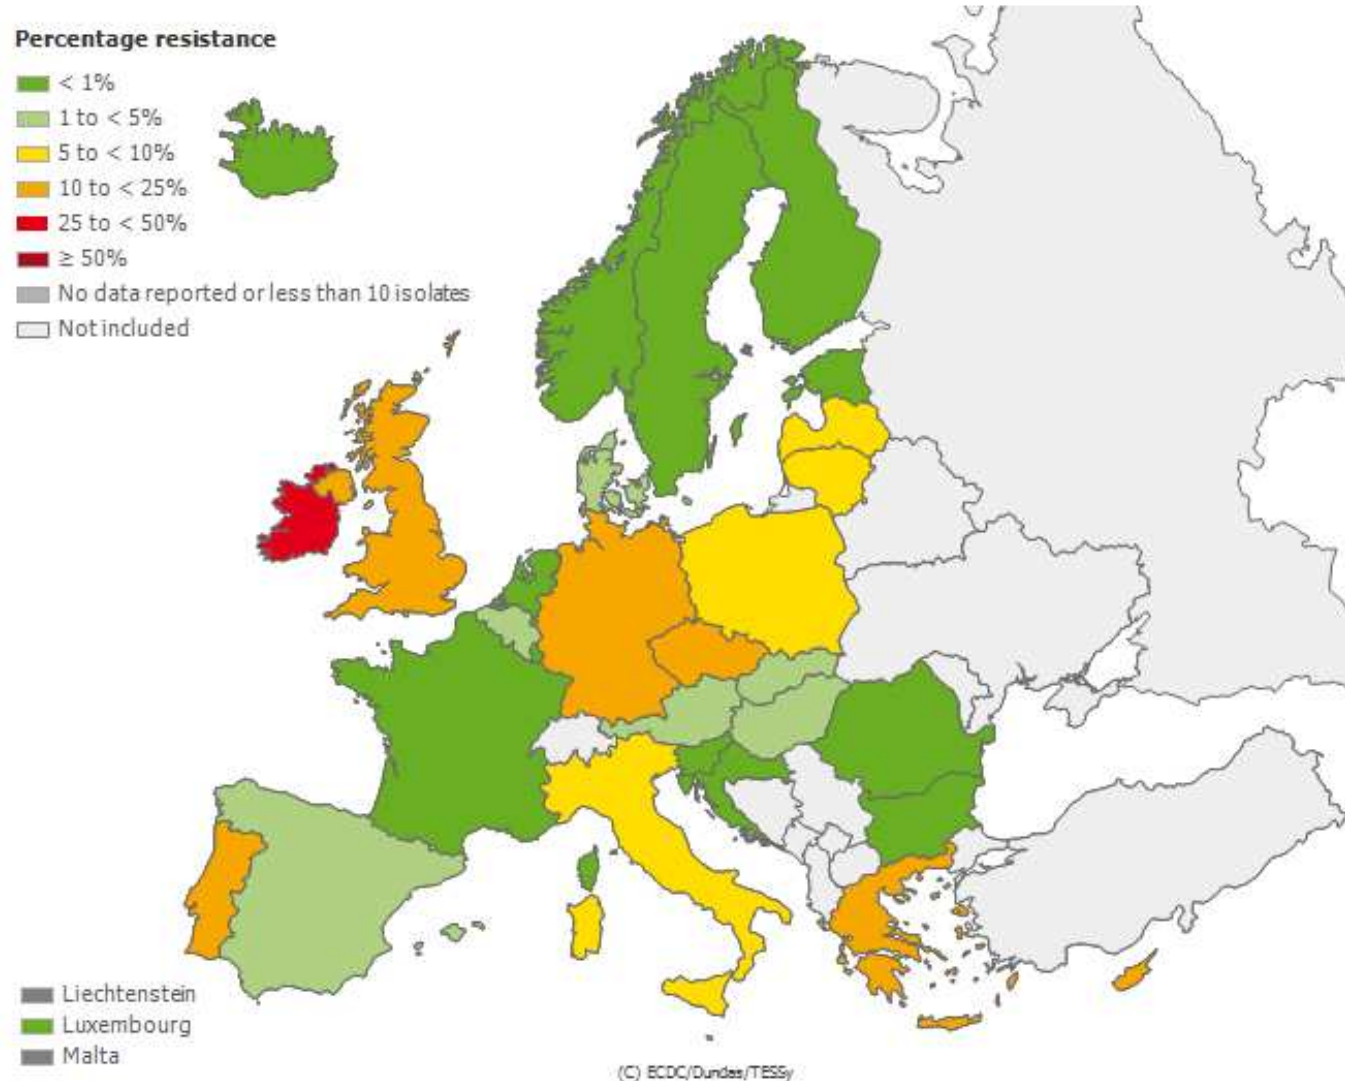 Percentage resistance
< 1%
1 to < 5%
5 to < 10%
10 to < 25%
25 to < 50%
≥ 50%
No data reported or less than 10 isolates
Not included
Liechtenstein
Luxembourg
Malta
(C) ECDC/Dundas/TESSy